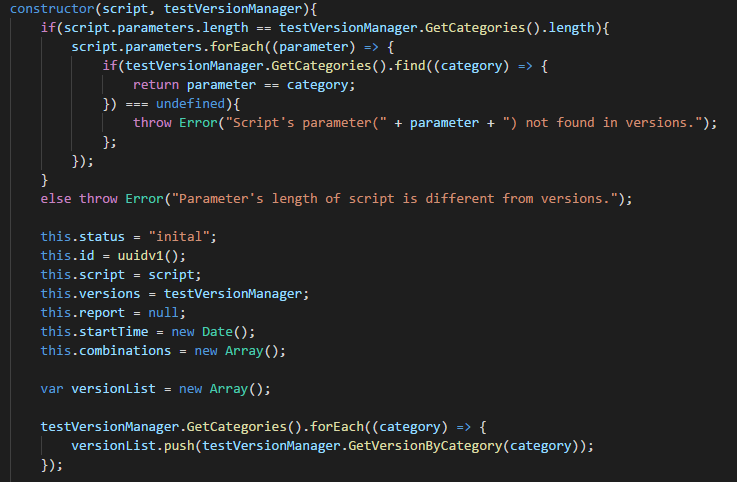 constructor(script, testVersionManager){
if(script.parameters.length == testVersionManager.GetCategories().length){
script.parameters.forEach((parameter) => {
if(testVersionManager.GetCategories().find((category) => {
return parameter == category;
}) === undefined){
throw Error("Script's parameter(" + parameter + ") not found in versions.");
};
});
}
else throw Error("Parameter's length of script is different from versions.");
this.status = "inital";
this.id = uuidv1();
this.script = script;
this.versions = testVersionManager;
this.report = null;
this.startTime = new Date();
this.combinations = new Array();
var versionList = new Array();
testVersionManager.GetCategories().forEach((category) => {
versionList.push(testVersionManager.GetVersionByCategory(category));
});